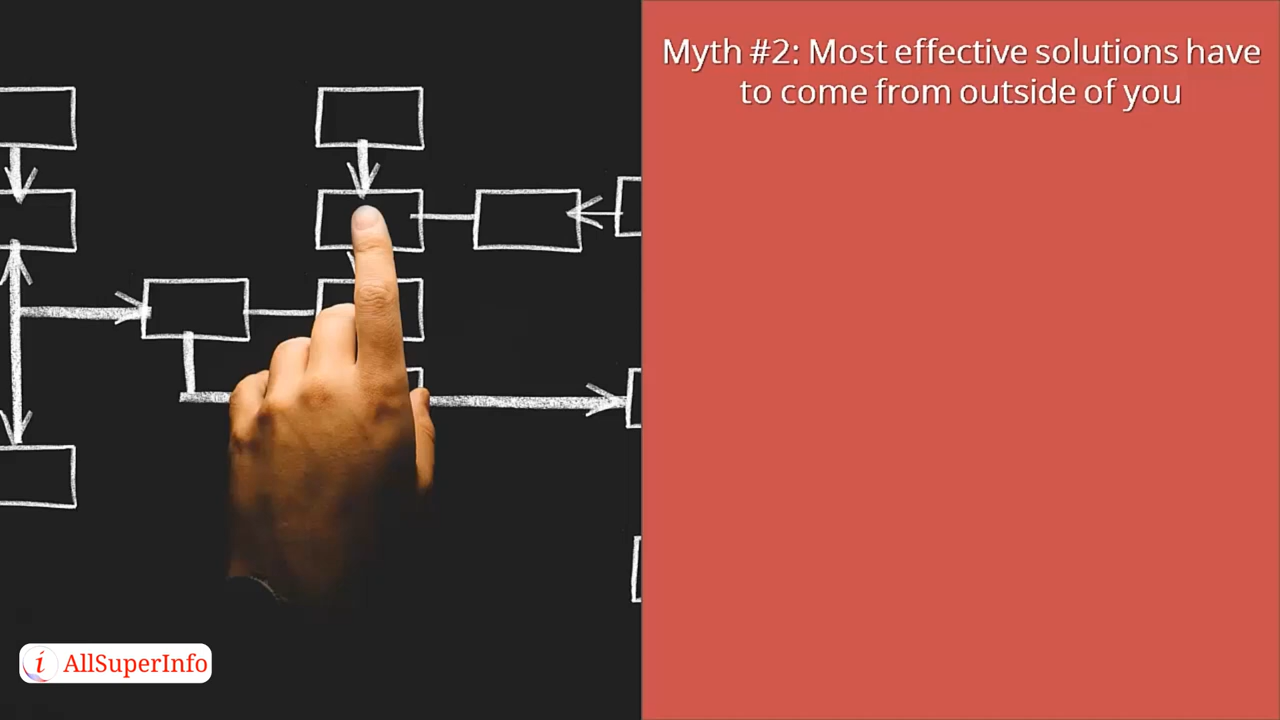 Myth #2: Most effective solutions have
to come from outside of you
i AllSuperInfo